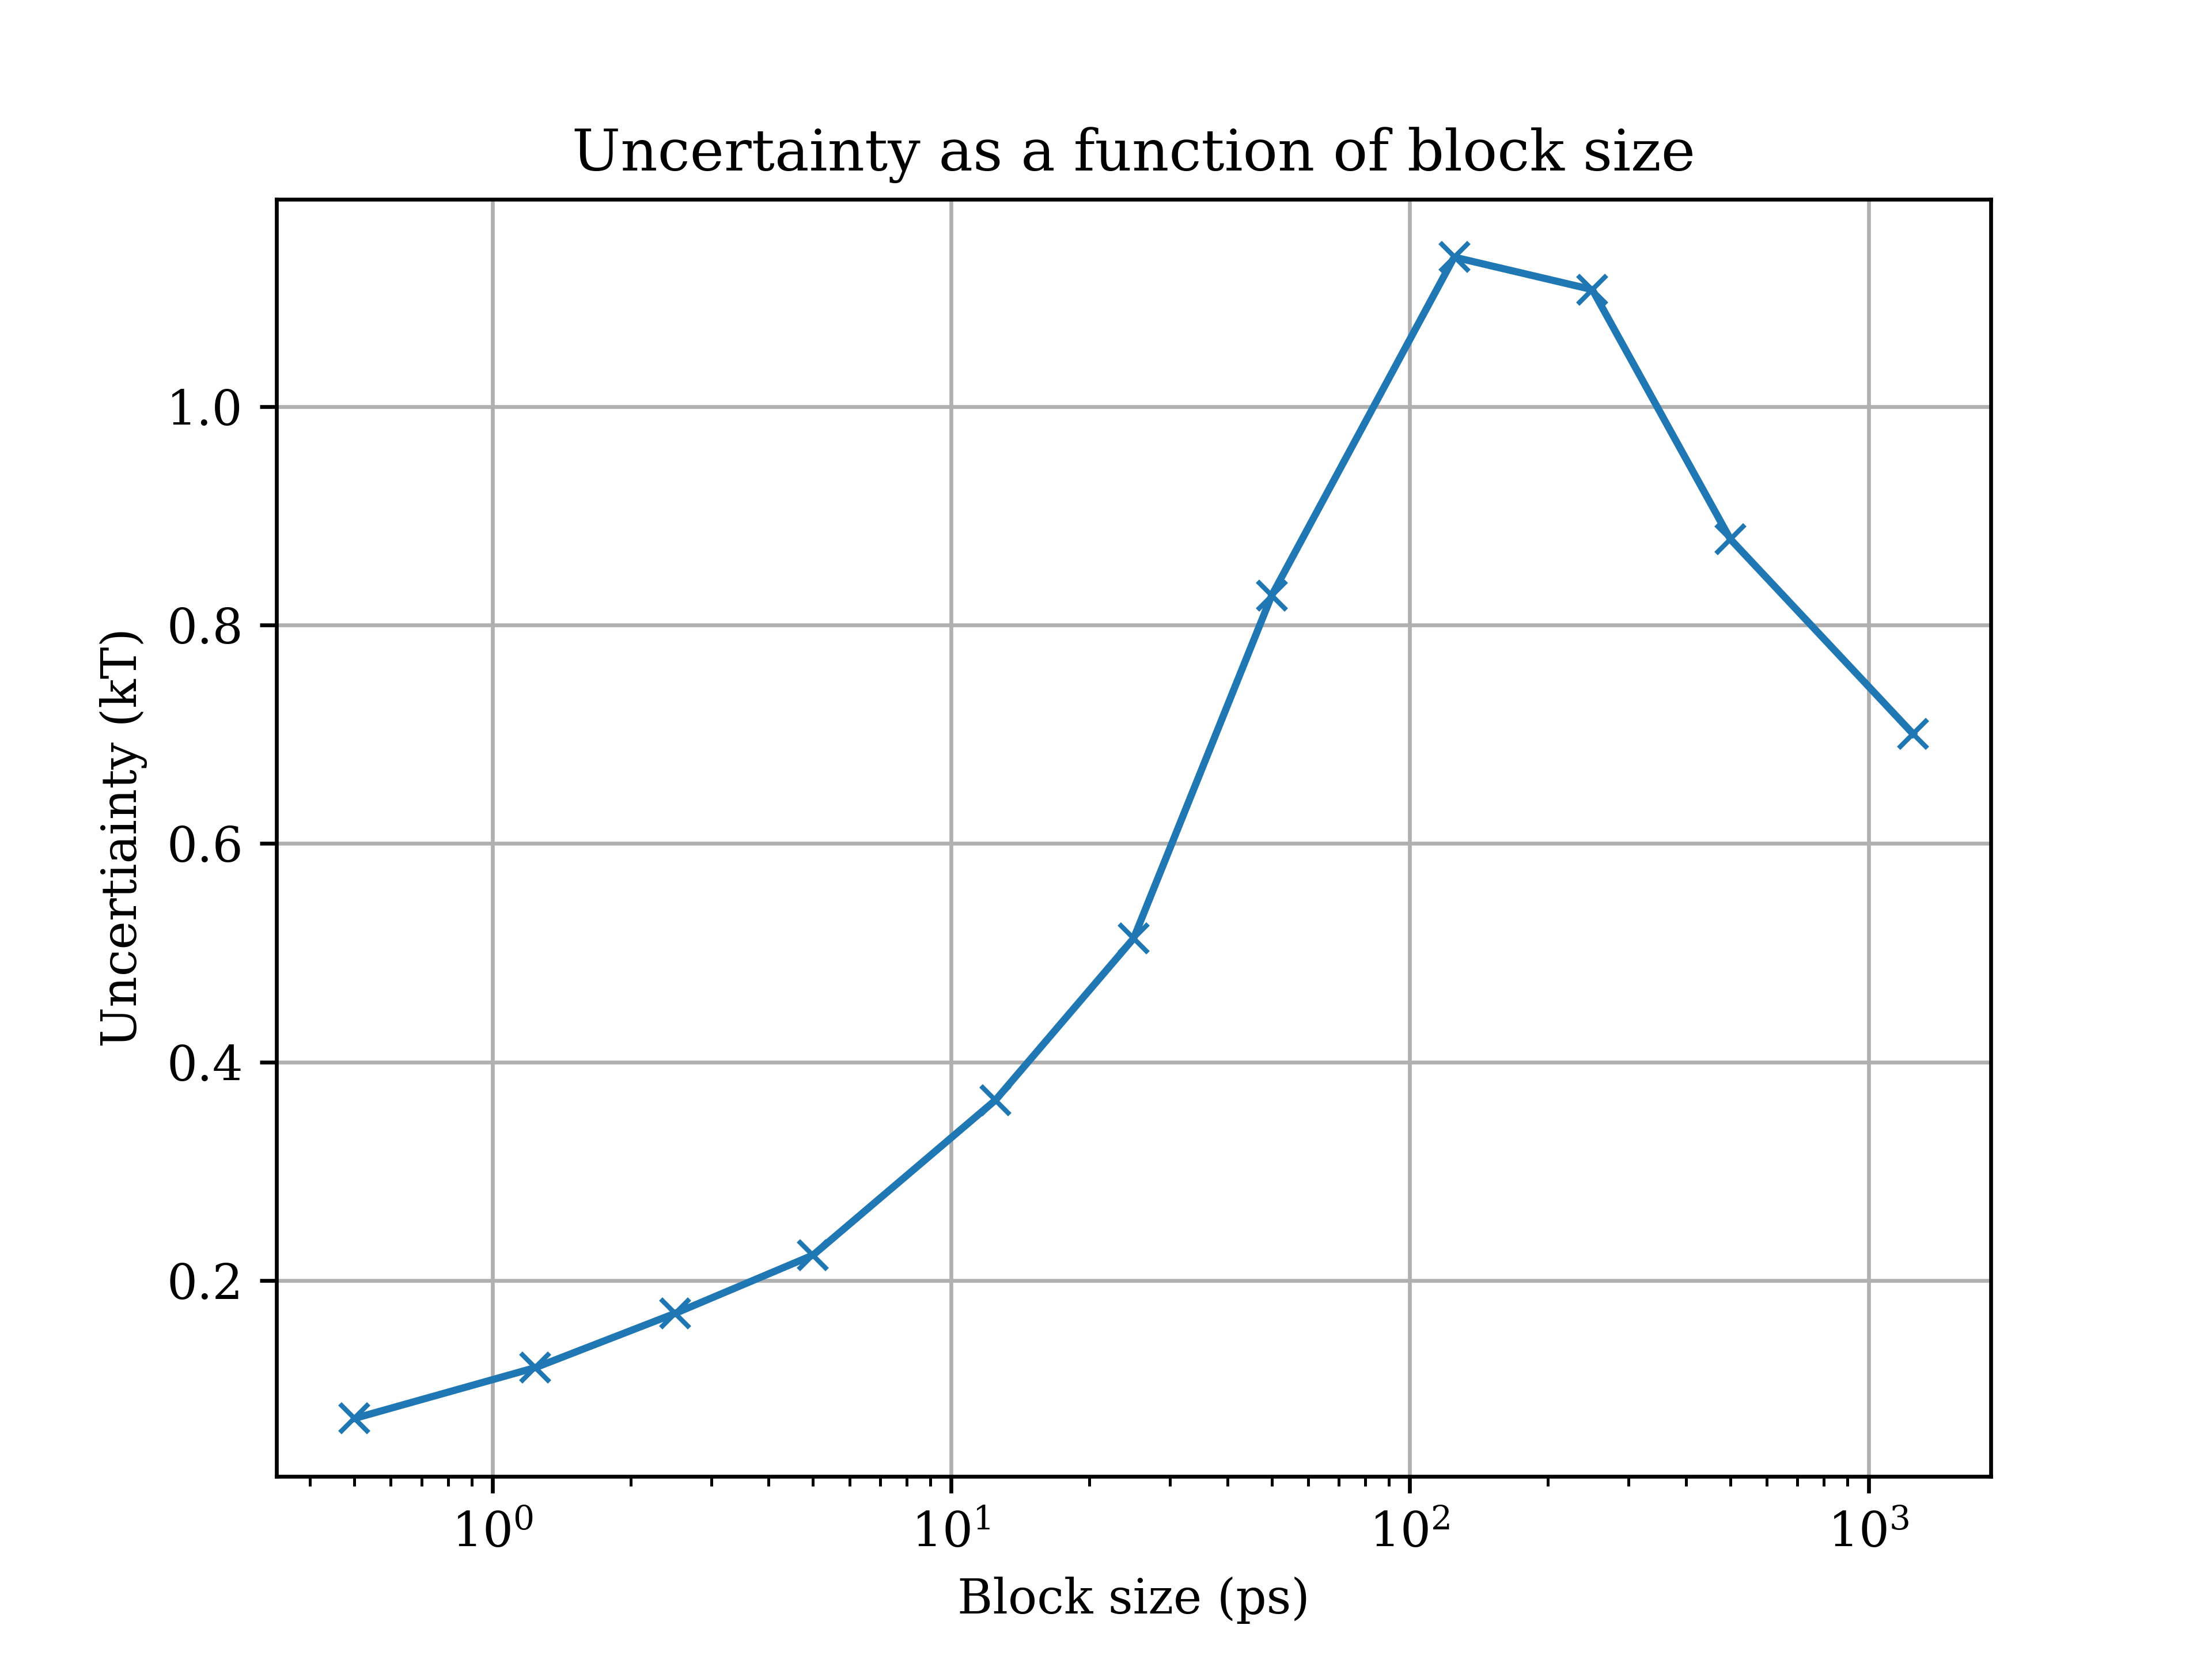 Uncertainty as a function of block size
1.0
0.8
0.6
0.4
0.2
Uncertiainty (kT)
10⁰ 10¹ 10² 10³
Block size (ps)